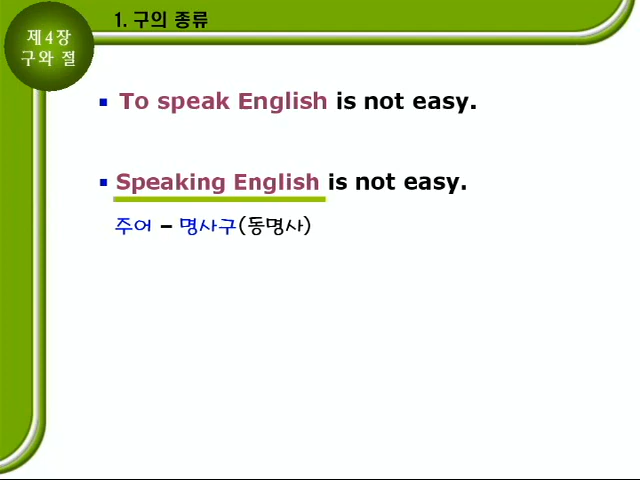 제4장
구와 절
1. 구의 종류
▪ To speak English is not easy.
▪ Speaking English is not easy.
주어 – 명사구(동명사)